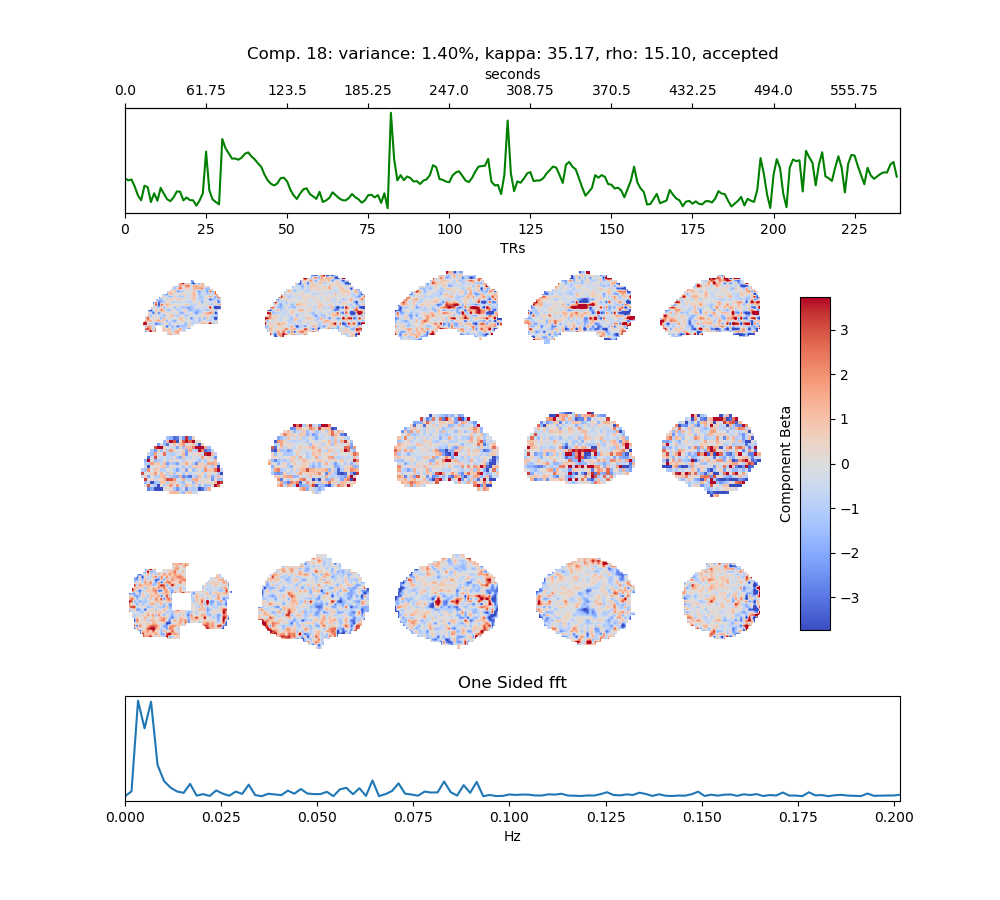 Comp. 18: variance: 1.40%, kappa: 35.17, rho: 15.10, accepted
seconds
0.0 61.75 123.5 185.25 247.0 308.75 370.5 432.25 494.0 555.75
0 25 50 75 100 125 150 175 200 225
TRs
3
2
1
0
−1
−2
−3
Component Beta
One Sided fft
0.000 0.025 0.050 0.075 0.100 0.125 0.150 0.175 0.200
Hz